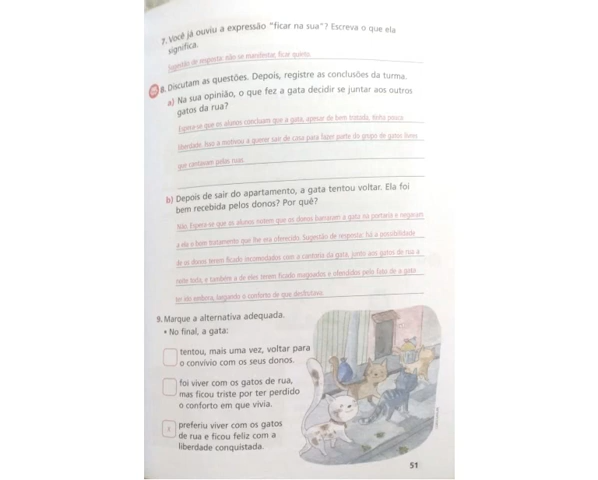 7. Você já ouviu a expressão "ficar na sua"? Escreva o que ela
significa.
Sugestão de resposta: não se manifestar, ficar quieto.
8. Discutam as questões. Depois, registre as conclusões da turma.
a) Na sua opinião, o que fez a gata decidir se juntar aos outros
gatos da rua?
Espera-se que os alunos concluam que a gata, apesar de bem tratada, tinha pouca
liberdade. Isso a motivou a querer sair de casa para fazer parte do grupo de gatos livres
que cantavam pelas ruas.
b) Depois de sair do apartamento, a gata tentou voltar. Ela foi
bem recebida pelos donos? Por quê?
Não. Espera-se que os alunos notem que os donos barraram a gata na portaria e negaram
a ela o bom tratamento que lhe era oferecido. Sugestão de resposta: há a possibilidade
de os donos terem ficado incomodados com a cantoria da gata, junto aos gatos de rua a
noite toda, e também a de eles terem ficado magoados e ofendidos pelo fato de a gata
ter ido embora, largando o conforto de que desfrutava.
9. Marque a alternativa adequada.
• No final, a gata:
tentou, mais uma vez, voltar para
o convívio com os seus donos.
foi viver com os gatos de rua,
mas ficou triste por ter perdido
o conforto em que vivia.
x preferiu viver com os gatos
de rua e ficou feliz com a
liberdade conquistada.
51